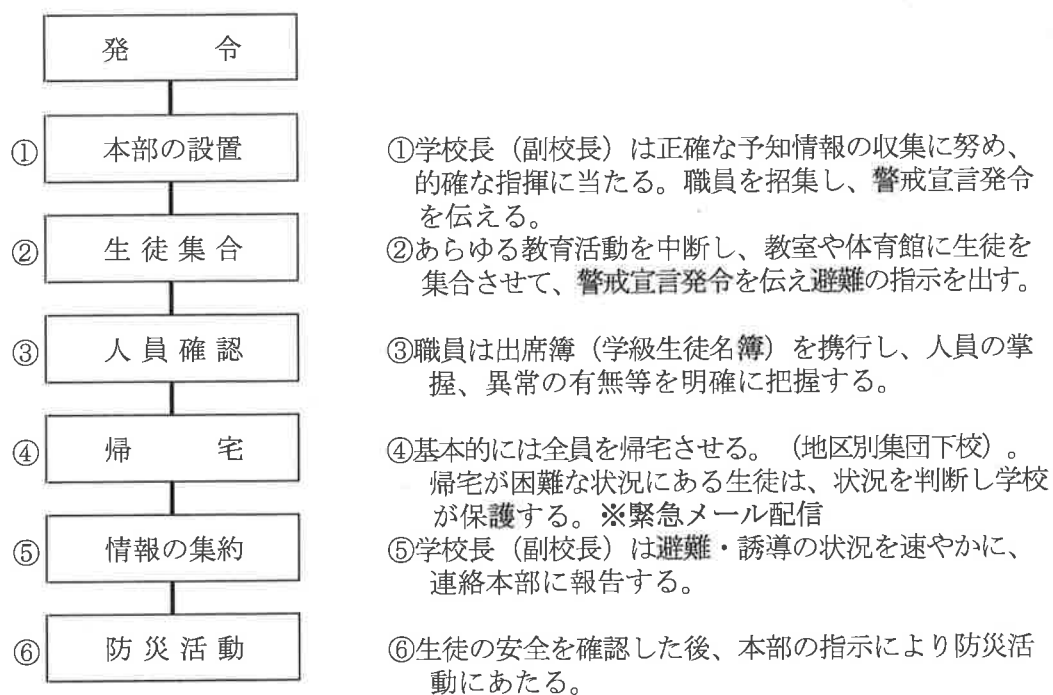 発　　令
① 本部の設置
①学校長（副校長）は正確な予知情報の収集に努め、
的確な指揮に当たる。職員を招集し、警戒宣言発令
を伝える。
② 生徒集合
②あらゆる教育活動を中断し、教室や体育館に生徒を
集合させて、警戒宣言発令を伝え避難の指示を出す。
③ 人員確認
③職員は出席簿（学級生徒名簿）を携行し、人員の掌
握、異常の有無等を明確に把握する。
④ 帰　　宅
④基本的には全員を帰宅させる。（地区別集団下校）。
帰宅が困難な状況にある生徒は、状況を判断し学校
が保護する。※緊急メール配信
⑤ 情報の集約
⑤学校長（副校長）は避難・誘導の状況を速やかに、
連絡本部に報告する。
⑥ 防災活動
⑥生徒の安全を確認した後、本部の指示により防災活
動にあたる。